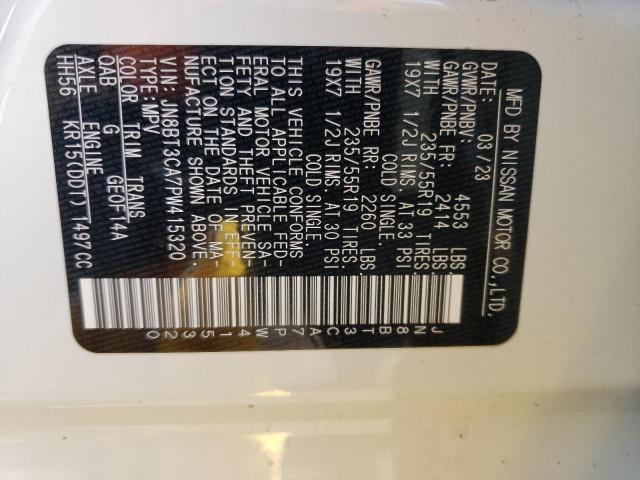 MFD BY NISSAN MOTOR CO.,LTD.
DATE: 03/23
GVWR/PNBV: 4553 LBS.
GAWR/PNBE FR: 2414 LBS.
WITH 235/55R19 TIRES.
19X7 1/2J RIMS. AT 33 PSI
COLD SINGLE
GAWR/PNBE RR: 2260 LBS.
WITH 235/55R19 TIRES.
19X7 1/2J RIMS. AT 30 PSI
COLD SINGLE
THIS VEHICLE CONFORMS
TO ALL APPLICABLE FED-
ERAL MOTOR VEHICLE SA-
FETY AND THEFT PREVEN-
TION STANDARDS IN EFF-
ECT ON THE DATE OF MA-
NUFACTURE SHOWN ABOVE.
VIN: JN8BT3CA7PW415320
TYPE: MPV
COLOR TRIM TRANS
QAB G GE0F14A
AXLE ENGINE
HH56 KR15(DDT) 1497CC
JN8BT3CA7PW415320